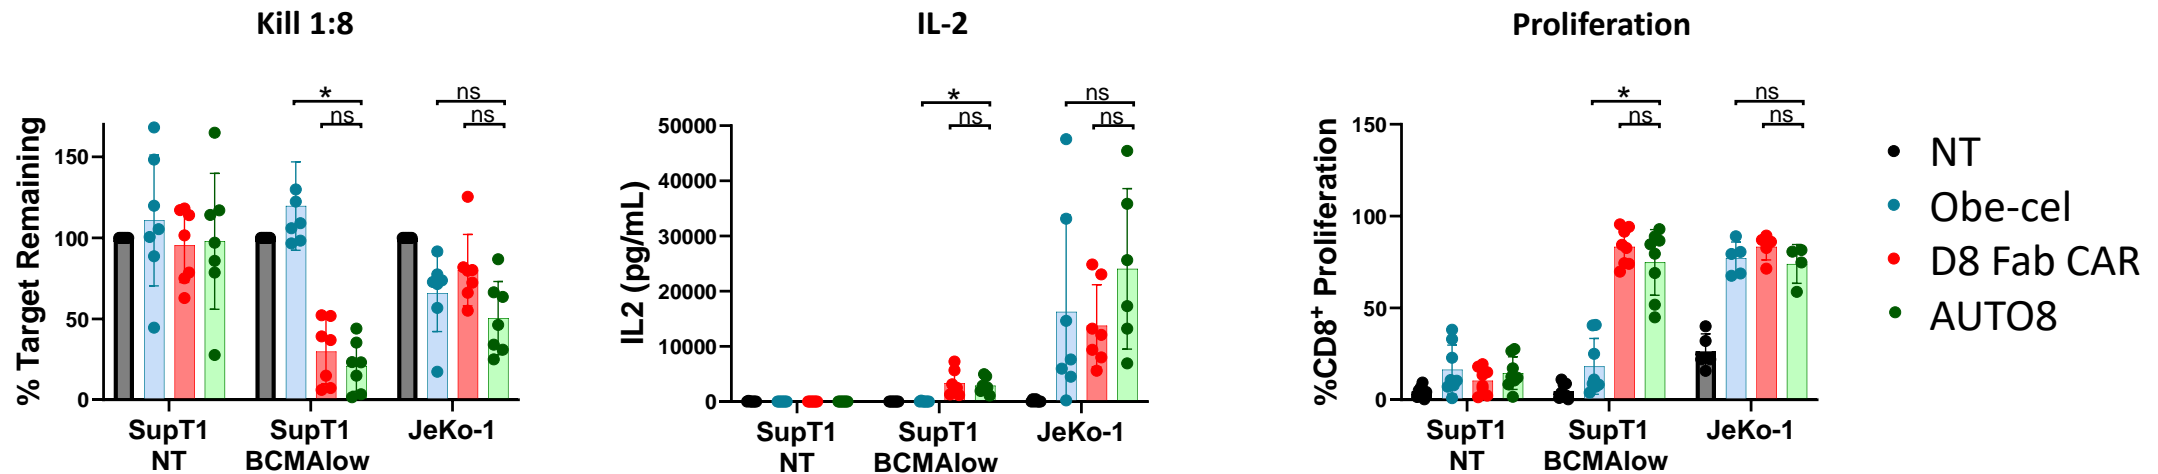 Kill 1:8
% Target Remaining
150
100
50
0
*
ns
ns
ns
SupT1
NT
SupT1
BCMAlow
JeKo-1
IL-2
IL2 (pg/mL)
50000
40000
30000
20000
10000
0
*
ns
ns
ns
SupT1
NT
SupT1
BCMAlow
JeKo-1
Proliferation
%CD8⁺ Proliferation
150
100
50
0
*
ns
ns
ns
SupT1
NT
SupT1
BCMAlow
JeKo-1
NT
Obe-cel
D8 Fab CAR
AUTO8